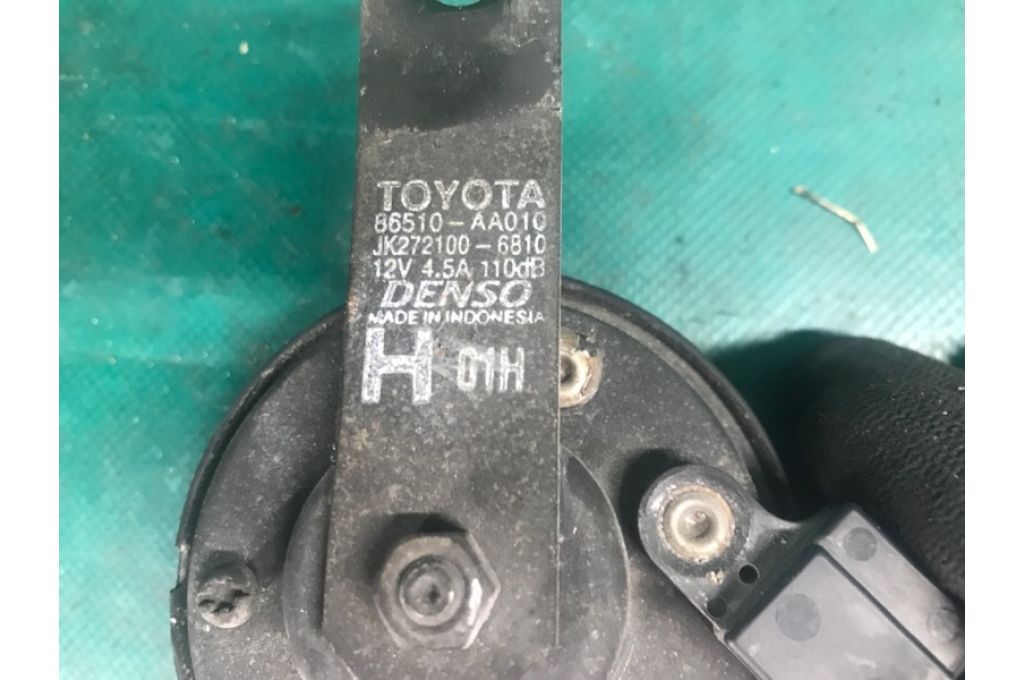 TOYOTA
86510-AA010
JK272100-6810
12V 4.5A 110dB
DENSO
MADE IN INDONESIA
H 01H